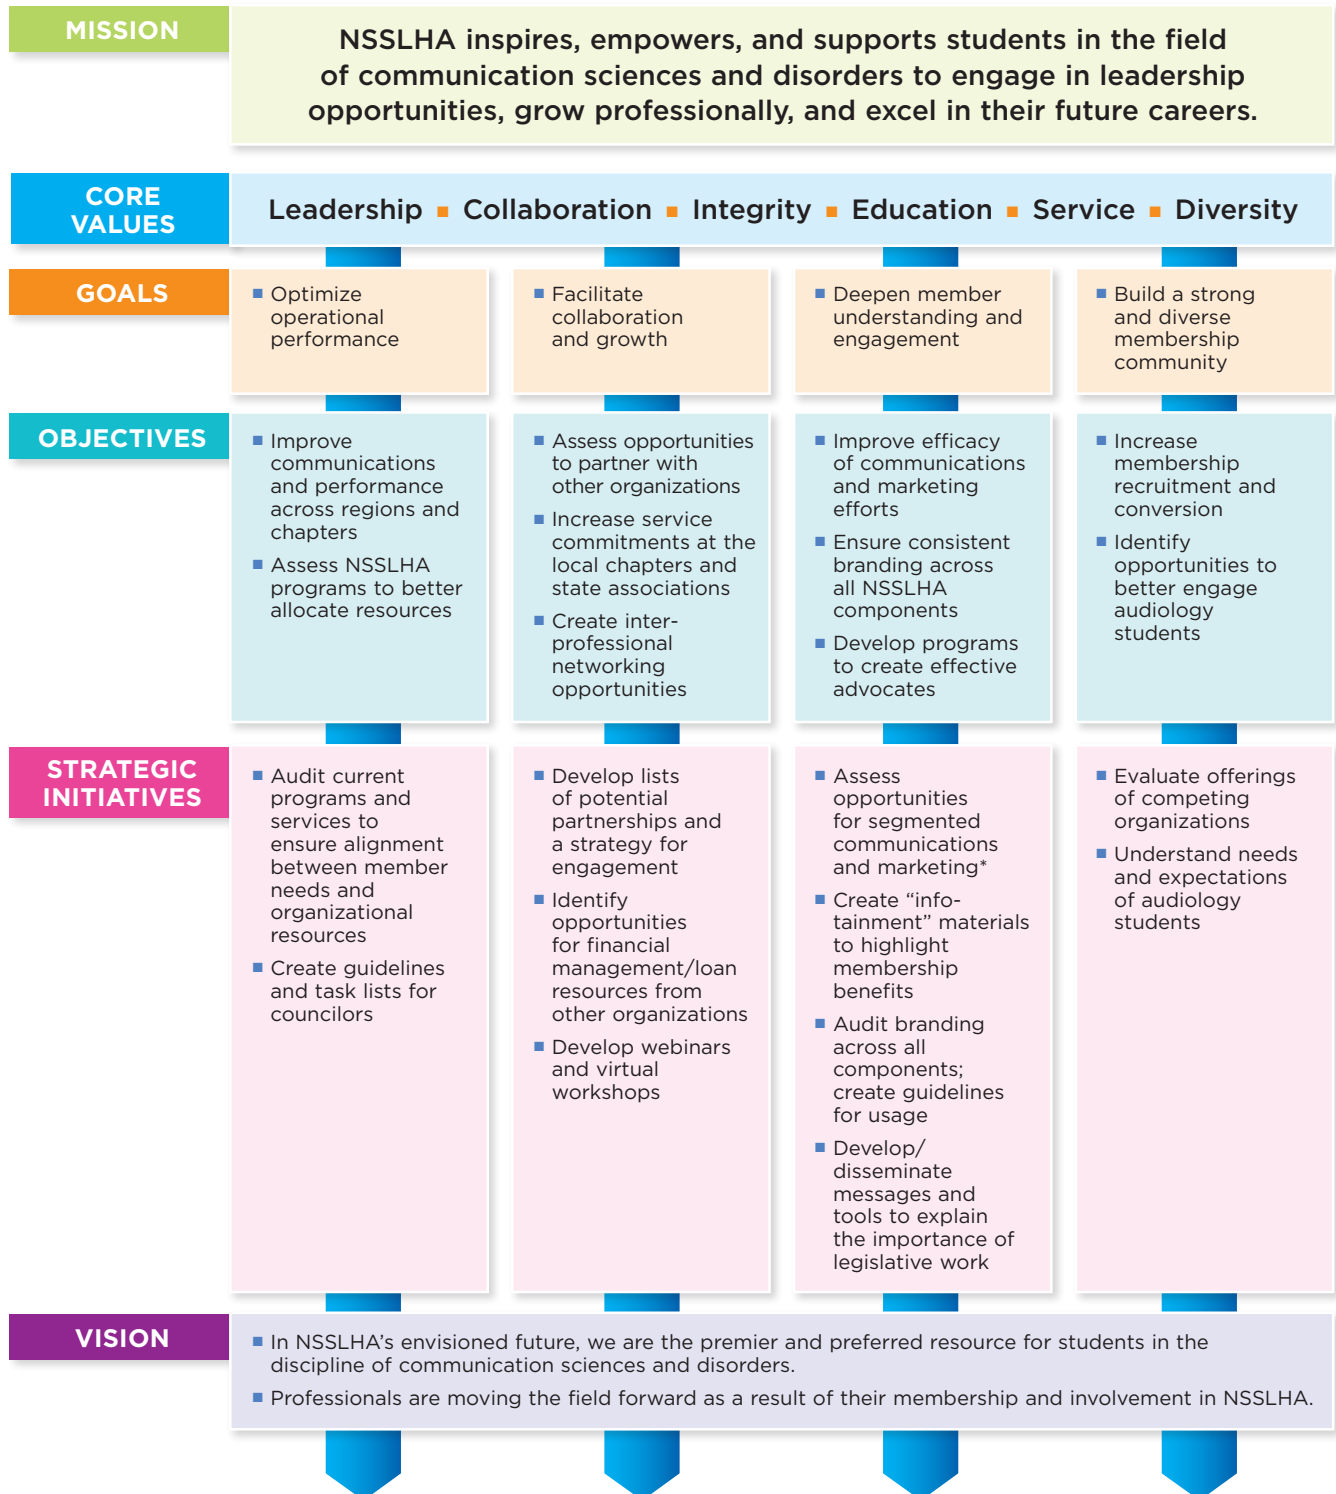 MISSION
NSSLHA inspires, empowers, and supports students in the field
of communication sciences and disorders to engage in leadership
opportunities, grow professionally, and excel in their future careers.
CORE
VALUES
Leadership ▪ Collaboration ▪ Integrity ▪ Education ▪ Service ▪ Diversity
GOALS
▪ Optimize
operational
performance
▪ Facilitate
collaboration
and growth
▪ Deepen member
understanding and
engagement
▪ Build a strong
and diverse
membership
community
OBJECTIVES
▪ Improve
communications
and performance
across regions and
chapters
▪ Assess NSSLHA
programs to better
allocate resources
▪ Assess opportunities
to partner with
other organizations
▪ Increase service
commitments at the
local chapters and
state associations
▪ Create inter-
professional
networking
opportunities
▪ Improve efficacy
of communications
and marketing
efforts
▪ Ensure consistent
branding across
all NSSLHA
components
▪ Develop programs
to create effective
advocates
▪ Increase
membership
recruitment and
conversion
▪ Identify
opportunities to
better engage
audiology
students
STRATEGIC
INITIATIVES
▪ Audit current
programs and
services to
ensure alignment
between member
needs and
organizational
resources
▪ Create guidelines
and task lists for
councilors
▪ Develop lists
of potential
partnerships and
a strategy for
engagement
▪ Identify
opportunities
for financial
management/loan
resources from
other organizations
▪ Develop webinars
and virtual
workshops
▪ Assess
opportunities
for segmented
communications
and marketing*
▪ Create “info-
tainment” materials
to highlight
membership
benefits
▪ Audit branding
across all
components;
create guidelines
for usage
▪ Develop/
disseminate
messages and
tools to explain
the importance of
legislative work
▪ Evaluate offerings
of competing
organizations
▪ Understand needs
and expectations
of audiology
students
VISION
▪ In NSSLHA’s envisioned future, we are the premier and preferred resource for students in the
discipline of communication sciences and disorders.
▪ Professionals are moving the field forward as a result of their membership and involvement in NSSLHA.